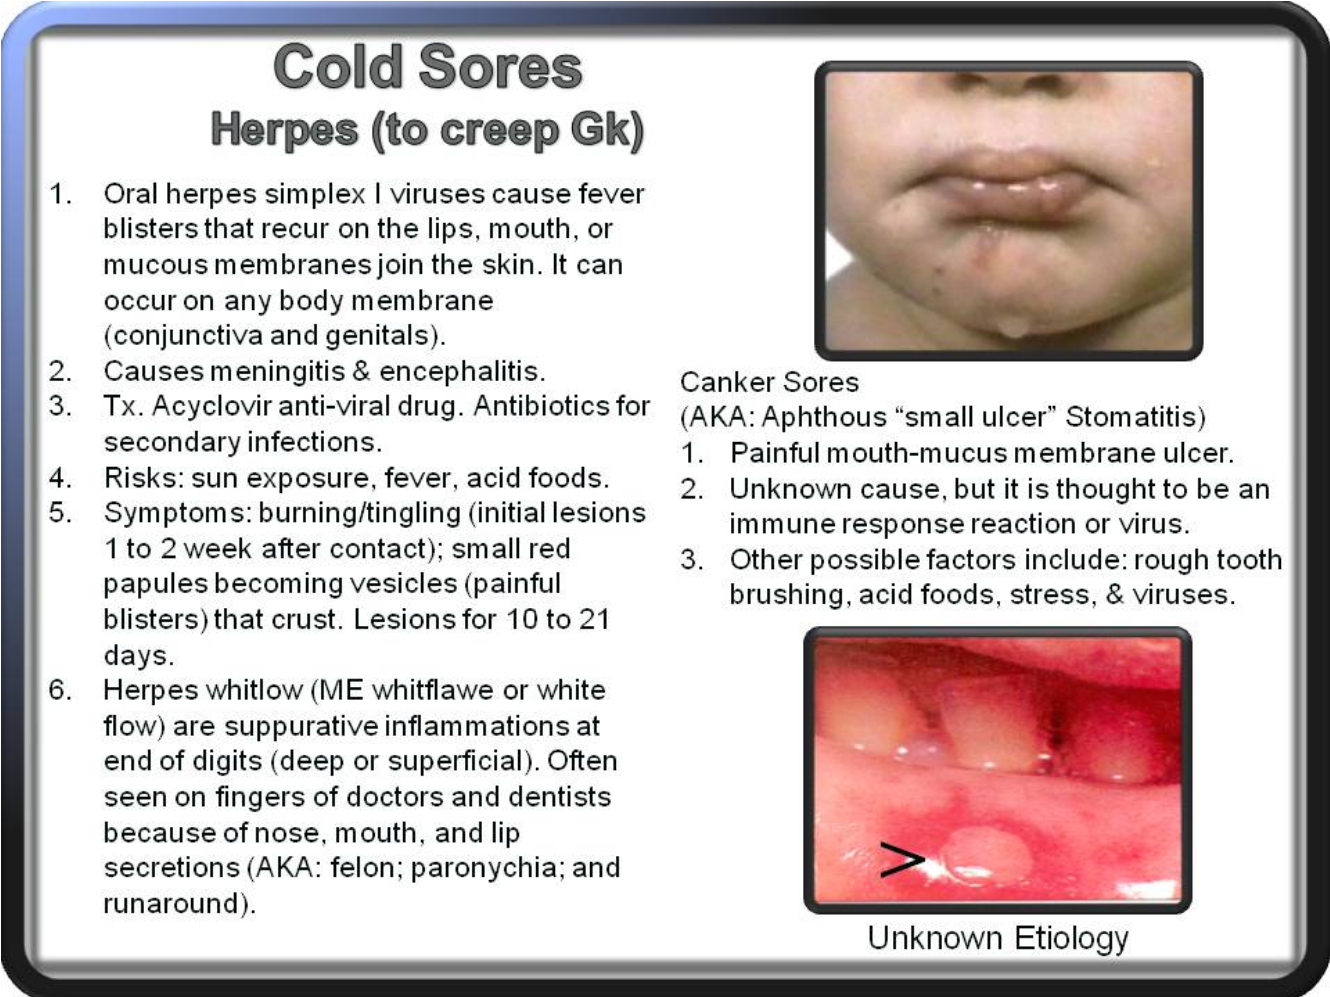 Cold Sores
Herpes (to creep Gk)
1. Oral herpes simplex I viruses cause fever
blisters that recur on the lips, mouth, or
mucous membranes join the skin. It can
occur on any body membrane
(conjunctiva and genitals).
2. Causes meningitis & encephalitis.
3. Tx. Acyclovir anti-viral drug. Antibiotics for
secondary infections.
4. Risks: sun exposure, fever, acid foods.
5. Symptoms: burning/tingling (initial lesions
1 to 2 week after contact); small red
papules becoming vesicles (painful
blisters) that crust. Lesions for 10 to 21
days.
6. Herpes whitlow (ME whitflawe or white
flow) are suppurative inflammations at
end of digits (deep or superficial). Often
seen on fingers of doctors and dentists
because of nose, mouth, and lip
secretions (AKA: felon; paronychia; and
runaround).
Canker Sores
(AKA: Aphthous “small ulcer” Stomatitis)
1. Painful mouth-mucus membrane ulcer.
2. Unknown cause, but it is thought to be an
immune response reaction or virus.
3. Other possible factors include: rough tooth
brushing, acid foods, stress, & viruses.
>
Unknown Etiology